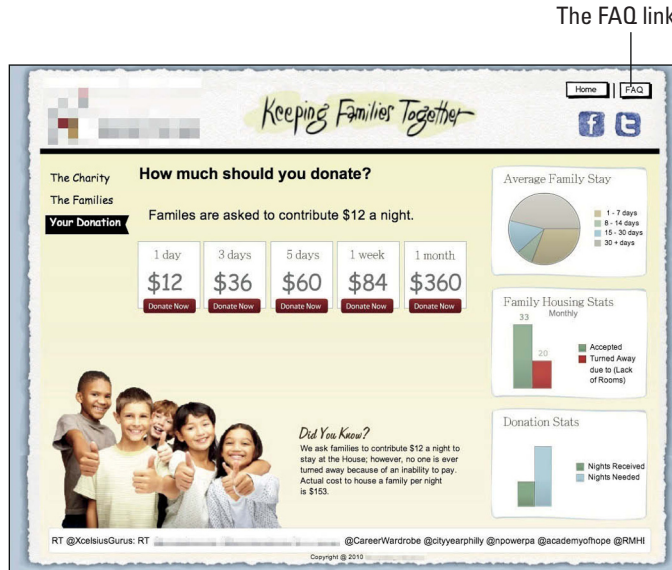 The FAQ link
Home
FAQ
Keeping Families Together
The Charity
The Families
Your Donation
How much should you donate?
Familes are asked to contribute $12 a night.
1 day
$12
Donate Now
3 days
$36
Donate Now
5 days
$60
Donate Now
1 week
$84
Donate Now
1 month
$360
Donate Now
Average Family Stay
1 - 7 days
8 - 14 days
15 - 30 days
30 + days
Family Housing Stats
Monthly
33
20
Accepted
Turned Away
due to (Lack
of Rooms)
Donation Stats
Nights Received
Nights Needed
Did You Know?
We ask families to contribute $12 a night to
stay at the House; however, no one is ever
turned away because of an inability to pay.
Actual cost to house a family per night
is $153.
RT @XcelsiusGurus: RT @CareerWardrobe @cityyearphilly @npowerpa @academyofhope @RMHI
Copyright @ 2010